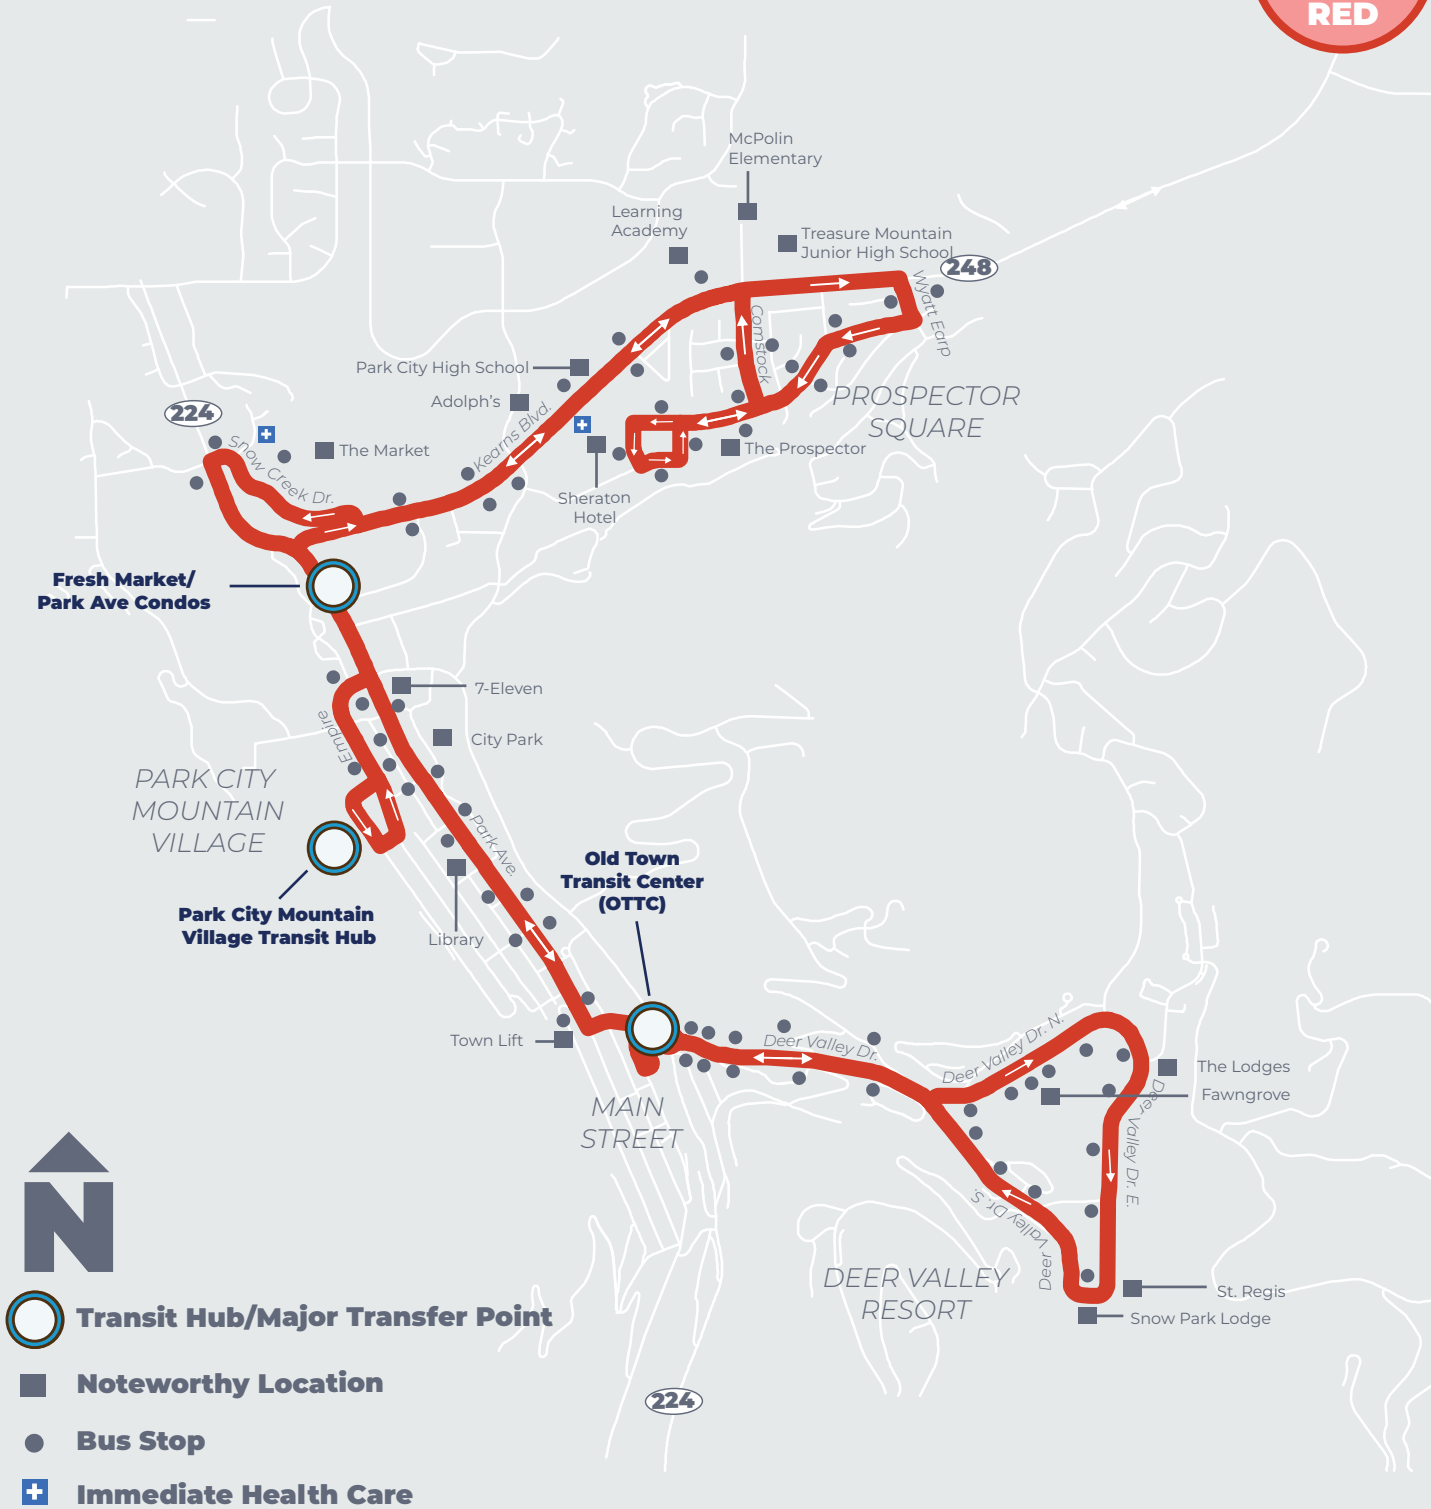 RED
McPolin
Elementary
Learning
Academy
Treasure Mountain
Junior High School
248
Wyatt Earp
Comstock
Park City High School
Adolph's
PROSPECTOR
SQUARE
224
Snow Creek Dr.
The Market
Kearns Blvd.
The Prospector
Sheraton
Hotel
Fresh Market/
Park Ave Condos
7-Eleven
City Park
Empire
PARK CITY
MOUNTAIN
VILLAGE
Park Ave.
Old Town
Transit Center
(OTTC)
Park City Mountain
Village Transit Hub
Library
Town Lift
Deer Valley Dr.
Deer Valley Dr. N.
The Lodges
Fawngrove
Deer Valley Dr. E.
MAIN
STREET
Deer Valley Dr. S.
DEER VALLEY
RESORT
St. Regis
Snow Park Lodge
N
Transit Hub/Major Transfer Point
Noteworthy Location
224
Bus Stop
Immediate Health Care